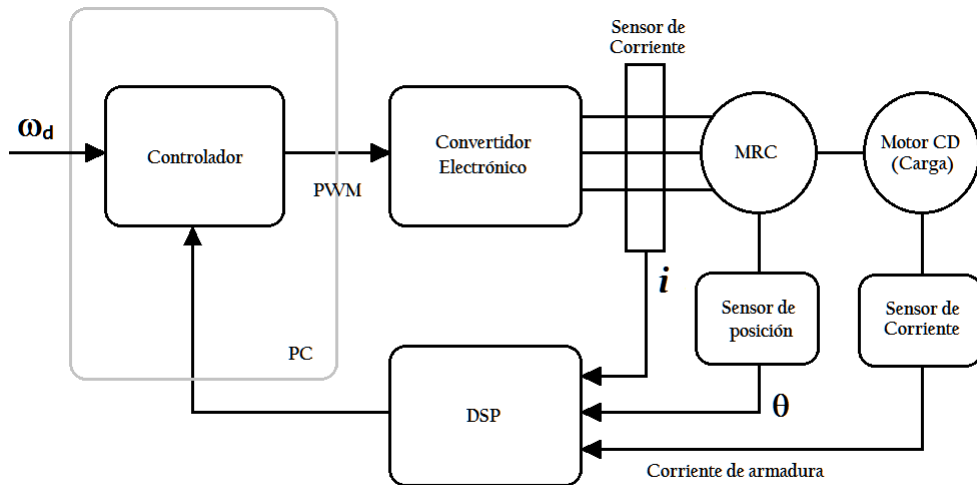 Sensor de
Corriente
ωd
Controlador
PWM
Convertidor
Electrónico
MRC
Motor CD
(Carga)
i
Sensor de
posición
Sensor de
Corriente
PC
DSP
θ
Corriente de armadura